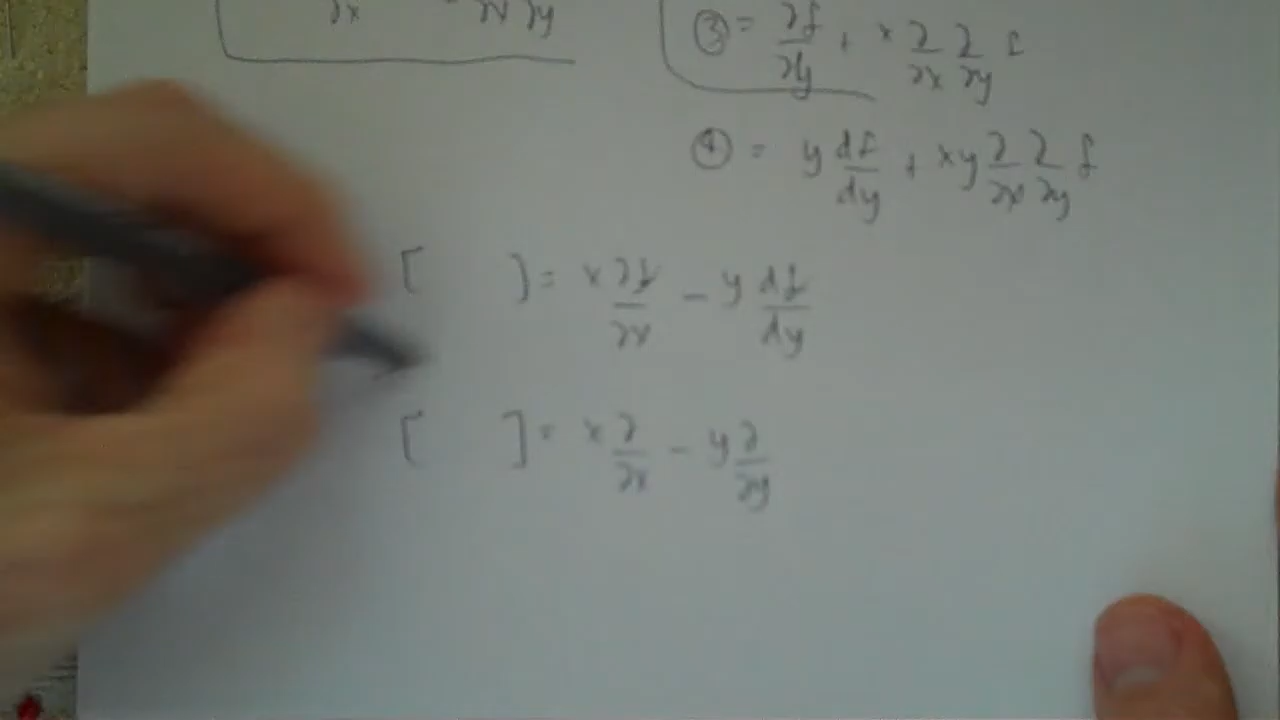 ∂x ∂x ∂y
③ = ∂f/∂y + x ∂/∂x ∂/∂y f
④ = y df/dy + xy ∂/∂x ∂/∂y f
[ ] = x ∂f/∂x - y df/dy
[ ] = x ∂/∂x - y ∂/∂y